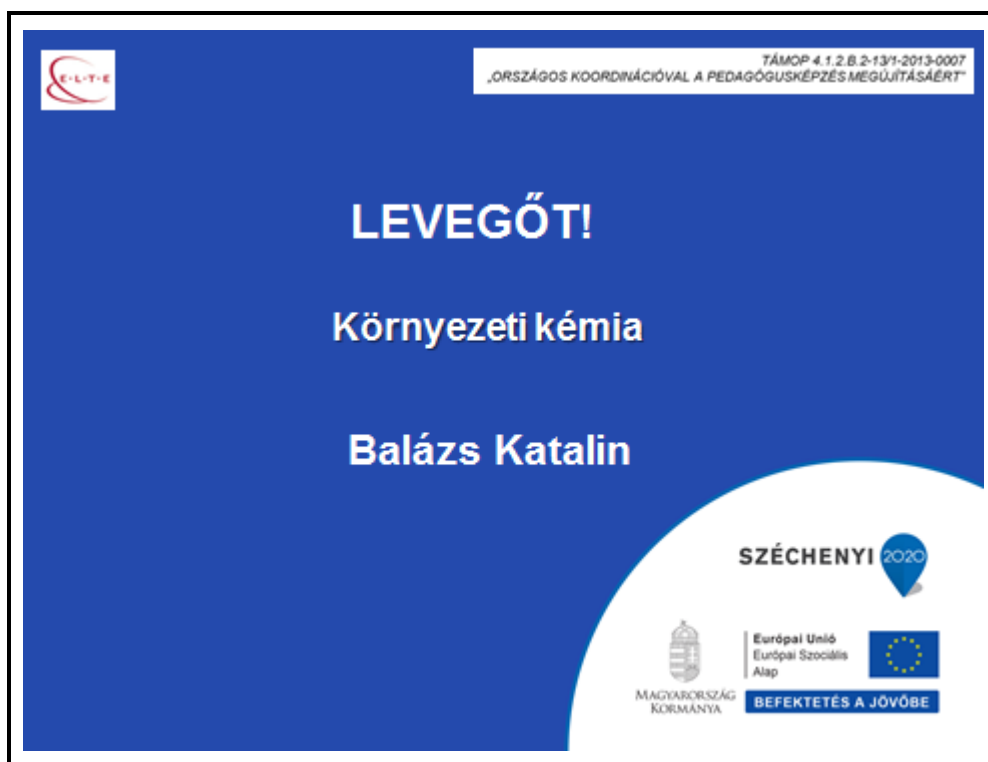 E·L·T·E
TÁMOP 4.1.2.B.2-13/1-2013-0007
„ORSZÁGOS KOORDINÁCIÓVAL A PEDAGÓGUSKÉPZÉS MEGÚJÍTÁSÁÉRT”
LEVEGŐT!
Környezeti kémia
Balázs Katalin
SZÉCHENYI 2020
MAGYARORSZÁG
KORMÁNYA
Európai Unió
Európai Szociális
Alap
BEFEKTETÉS A JÖVŐBE